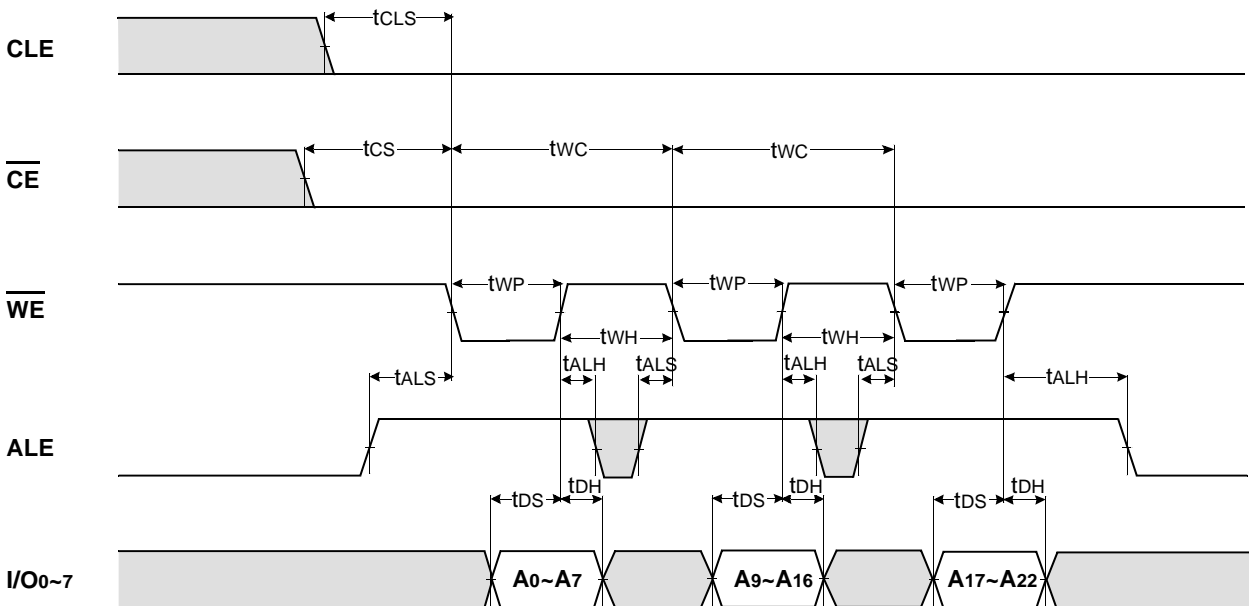 CLE
tCLS
CE
tCS tWC tWC
WE
tWP tWP tWP
tWH tWH
tALS tALH tALS tALH tALS tALH
ALE
tDS tDH tDS tDH tDS tDH
I/O0~7 A0~A7 A9~A16 A17~A22